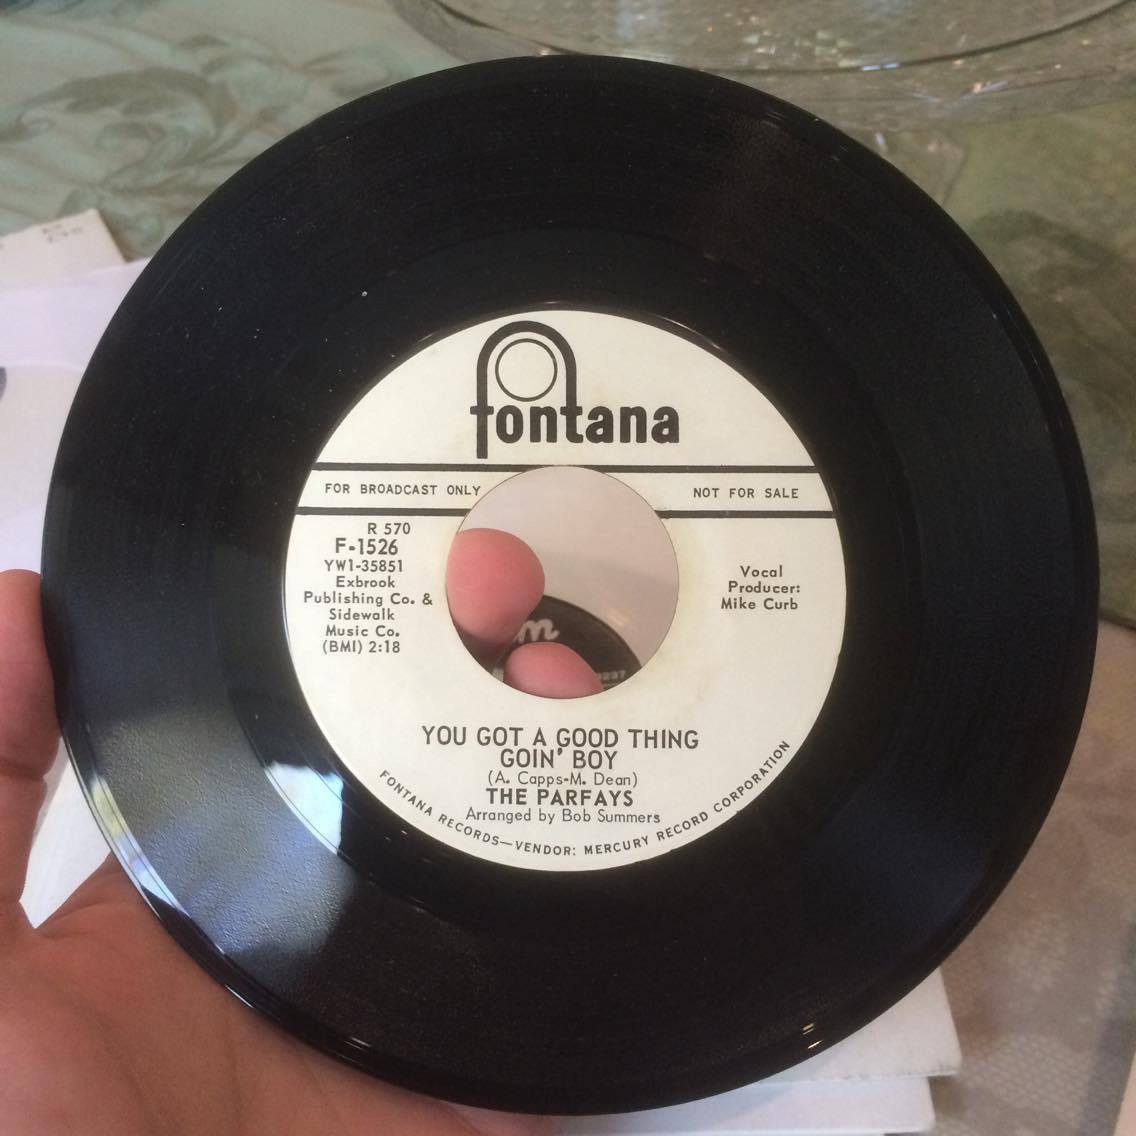 fontana
FOR BROADCAST ONLY
NOT FOR SALE
R 570
F-1526
YW1-35851
Exbrook
Publishing Co. &
Sidewalk
Music Co.
(BMI) 2:18
Vocal
Producer:
Mike Curb
YOU GOT A GOOD THING
GOIN' BOY
(A. Capps-M. Dean)
THE PARFAYS
Arranged by Bob Summers
FONTANA RECORDS—VENDOR: MERCURY RECORD CORPORATION